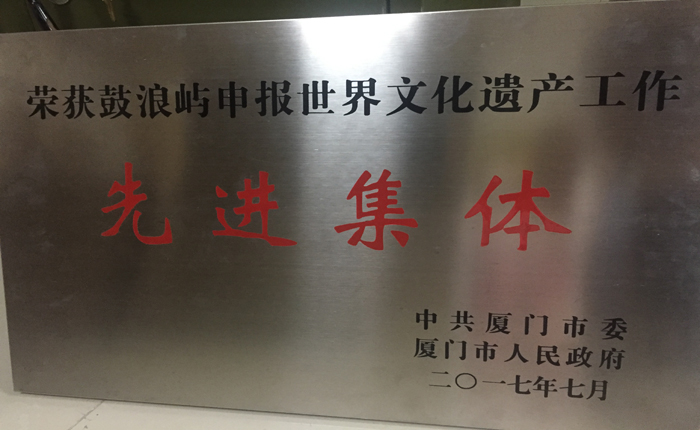 荣获鼓浪屿申报世界文化遗产工作
先进集体
中共厦门市委
厦门市人民政府
二〇一七年七月